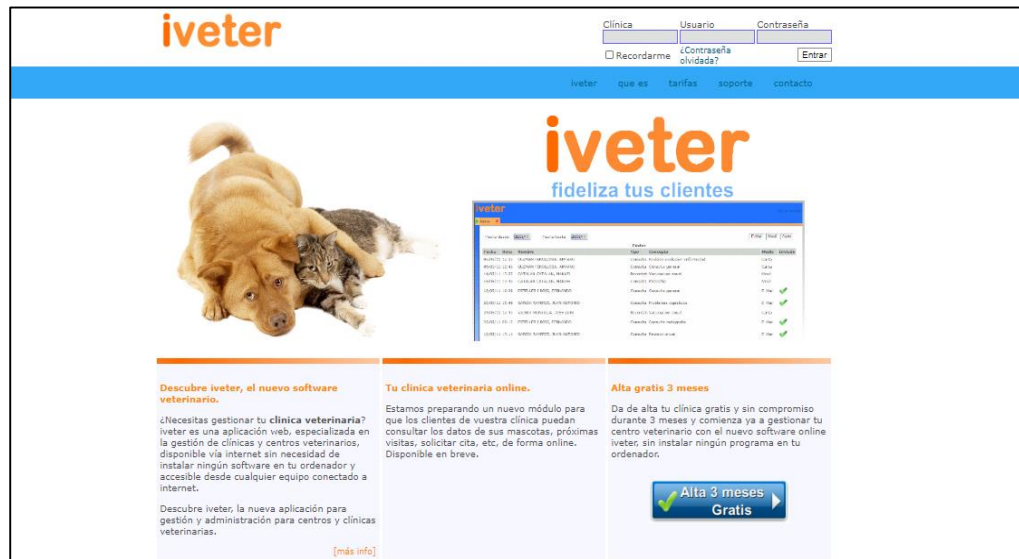 iveter
Clínica Usuario Contraseña
Recordarme
¿Contraseña
olvidada?
Entrar
iveter que es tarifas soporte contacto
iveter
fideliza tus clientes
iveter
Descubre iveter, el nuevo software
veterinario.
¿Necesitas gestionar tu clínica veterinaria?
iveter es una aplicación web, especializada en
la gestión de clínicas y centros veterinarios,
disponible vía internet sin necesidad de
instalar ningún software en tu ordenador y
accesible desde cualquier equipo conectado a
internet.
Descubre iveter, la nueva aplicación para
gestión y administración para centros y clínicas
veterinarias.
[más info]
Tu clínica veterinaria online.
Estamos preparando un nuevo módulo para
que los clientes de vuestra clínica puedan
consultar los datos de sus mascotas, próximas
visitas, solicitar cita, etc, de forma online.
Disponible en breve.
Alta gratis 3 meses
Da de alta tu clínica gratis y sin compromiso
durante 3 meses y comienza ya a gestionar tu
centro veterinario con el nuevo software online
iveter, sin instalar ningún programa en tu
ordenador.
Alta 3 meses
Gratis